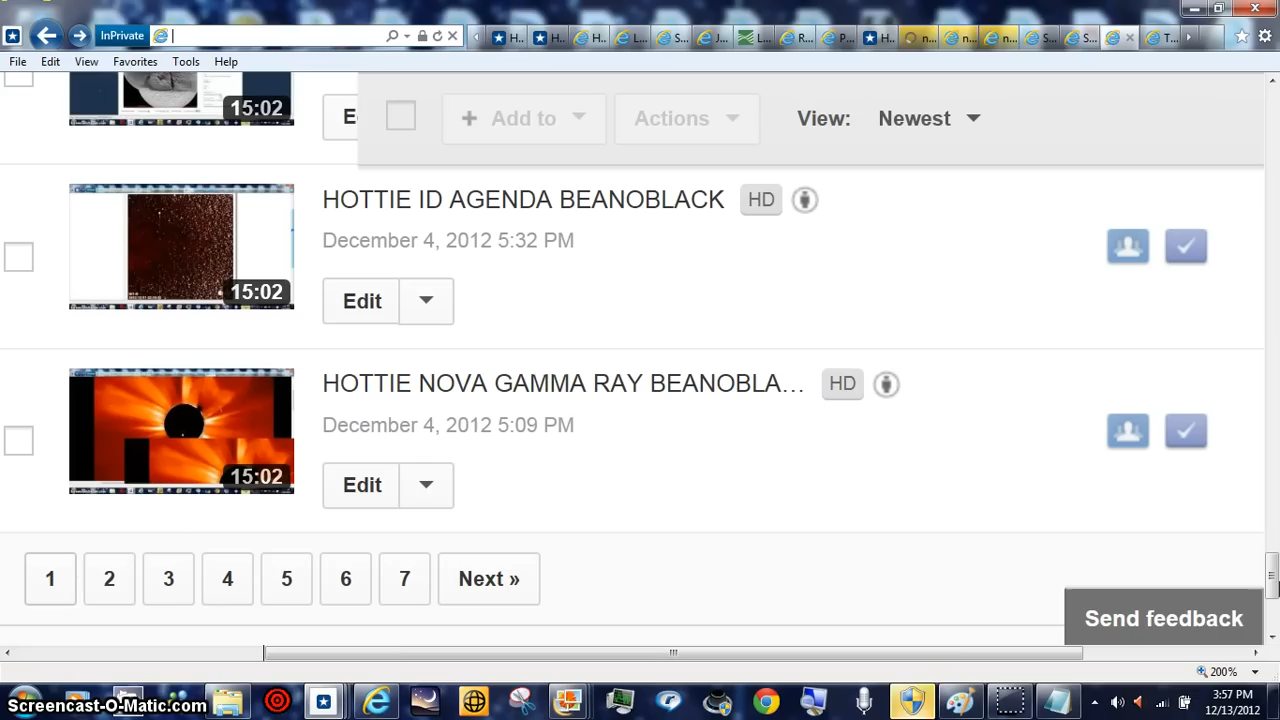 InPrivate
H... H... H... L... S... J... L... R... P... H... n... n... n... S... S... T...
File Edit View Favorites Tools Help
15:02
Add to Actions View: Newest
HOTTIE ID AGENDA BEANOBLACK HD
December 4, 2012 5:32 PM
15:02
Edit
HOTTIE NOVA GAMMA RAY BEANOBLA... HD
December 4, 2012 5:09 PM
15:02
Edit
1 2 3 4 5 6 7 Next »
Send feedback
200%
Screencast-O-Matic.com
3:57 PM
12/13/2012